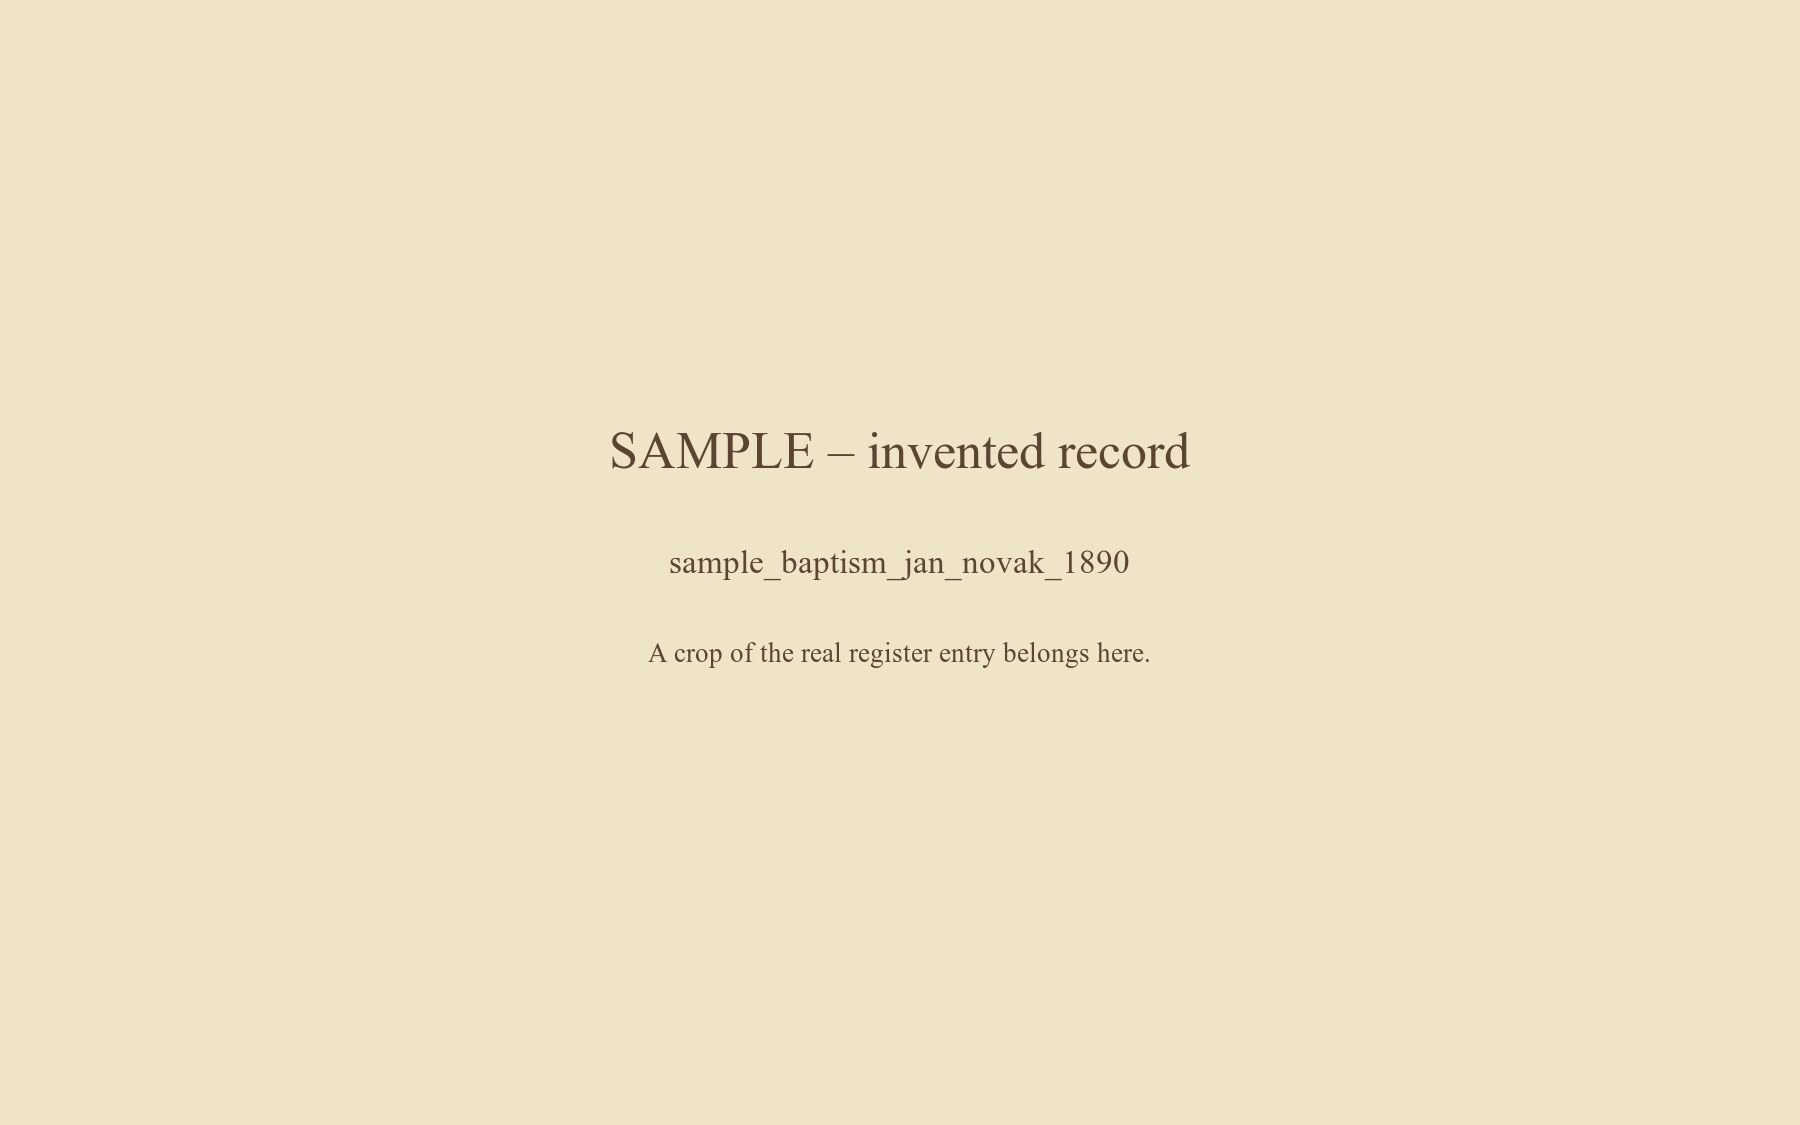 SAMPLE – invented record
sample_baptism_jan_novak_1890
A crop of the real register entry belongs here.